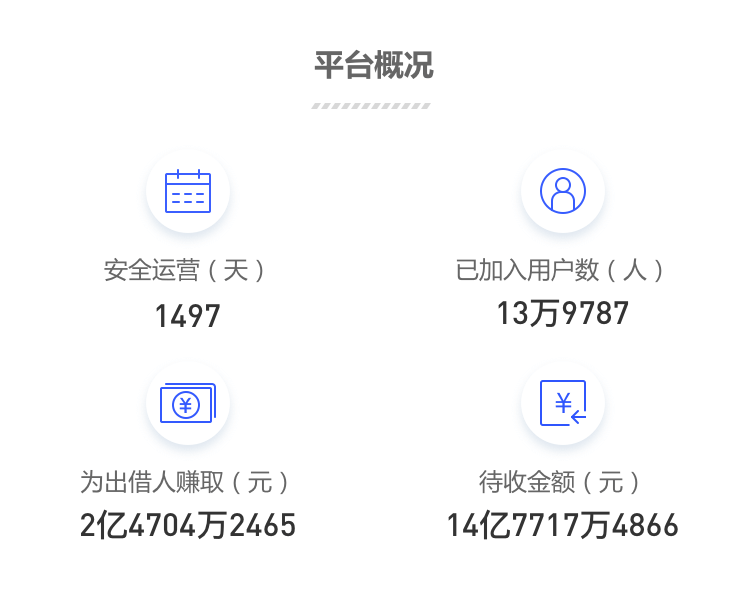 平台概况
安全运营（天）
1497
已加入用户数（人）
13万9787
¥
¥
为出借人赚取（元）
2亿4704万2465
待收金额（元）
14亿7717万4866